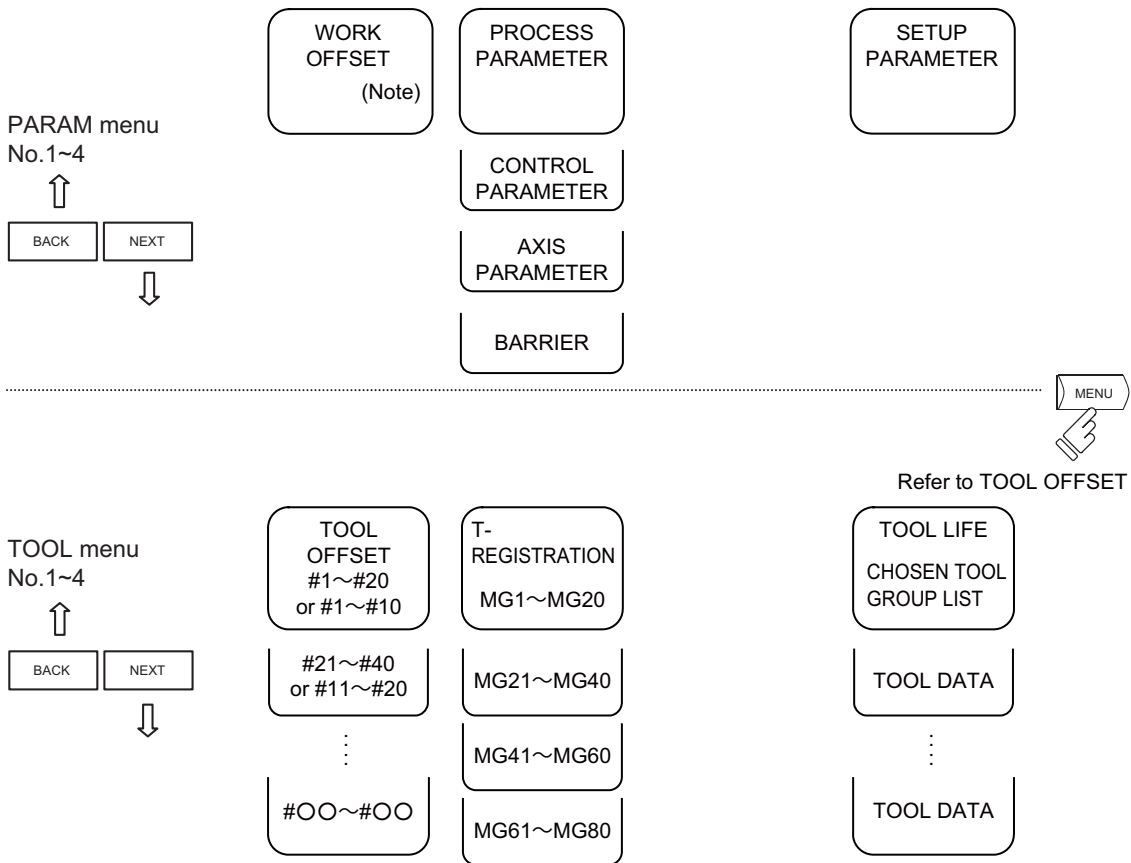 WORK
OFFSET
(Note)
PROCESS
PARAMETER
SETUP
PARAMETER
PARAM menu
No.1~4
BACK
NEXT
CONTROL
PARAMETER
AXIS
PARAMETER
BARRIER
MENU
Refer to TOOL OFFSET
TOOL menu
No.1~4
BACK
NEXT
TOOL
OFFSET
#1～#20
or #1～#10
#21～#40
or #11～#20
⋮
#○○～#○○
T-
REGISTRATION
MG1～MG20
MG21～MG40
MG41～MG60
MG61～MG80
TOOL LIFE
CHOSEN TOOL
GROUP LIST
TOOL DATA
⋮
TOOL DATA